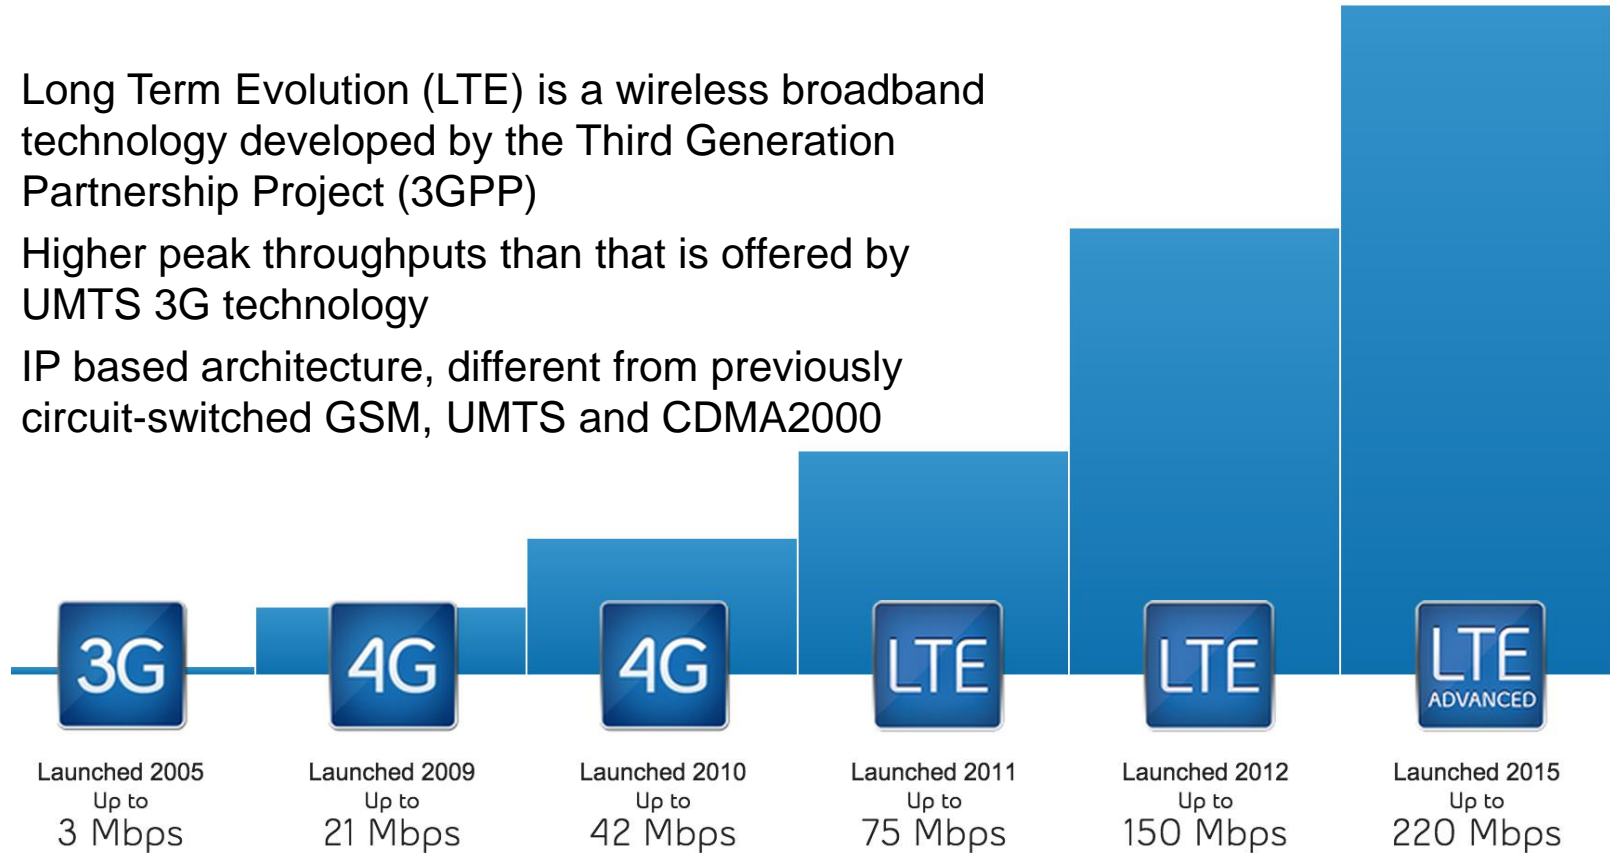 Long Term Evolution (LTE) is a wireless broadband
technology developed by the Third Generation
Partnership Project (3GPP)
Higher peak throughputs than that is offered by
UMTS 3G technology
IP based architecture, different from previously
circuit-switched GSM, UMTS and CDMA2000
3G
Launched 2005
Up to
3 Mbps
4G
Launched 2009
Up to
21 Mbps
4G
Launched 2010
Up to
42 Mbps
LTE
Launched 2011
Up to
75 Mbps
LTE
Launched 2012
Up to
150 Mbps
LTE
ADVANCED
Launched 2015
Up to
220 Mbps